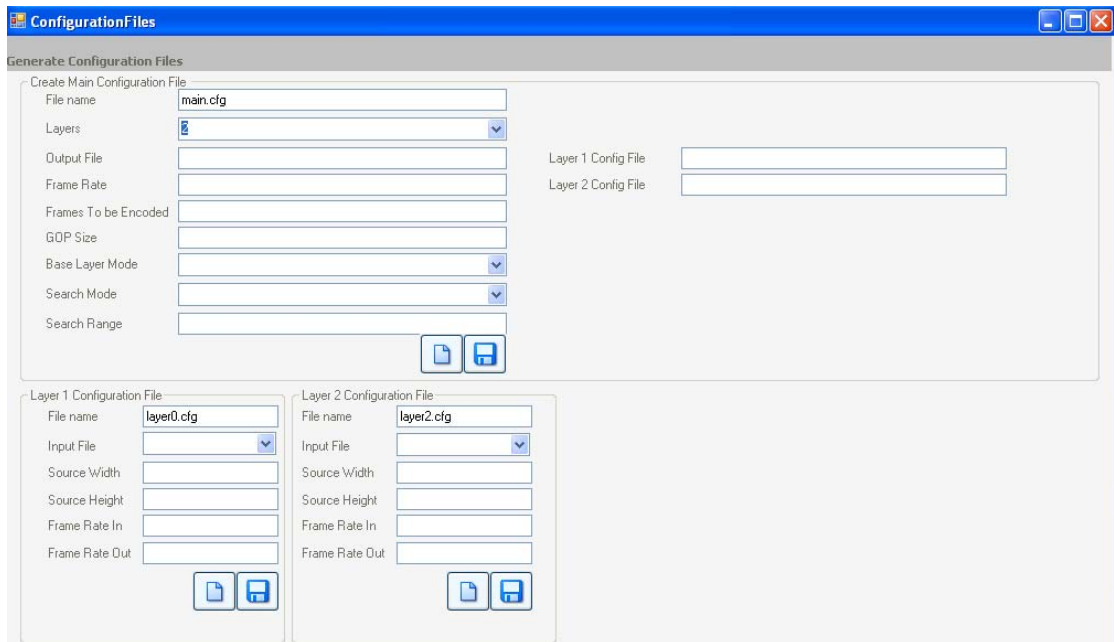 ConfigurationFiles
Generate Configuration Files
Create Main Configuration File
File name main.cfg
Layers 2
Output File
Layer 1 Config File
Frame Rate
Layer 2 Config File
Frames To be Encoded
GOP Size
Base Layer Mode
Search Mode
Search Range
Layer 1 Configuration File
File name layer0.cfg
Input File
Source Width
Source Height
Frame Rate In
Frame Rate Out
Layer 2 Configuration File
File name layer2.cfg
Input File
Source Width
Source Height
Frame Rate In
Frame Rate Out